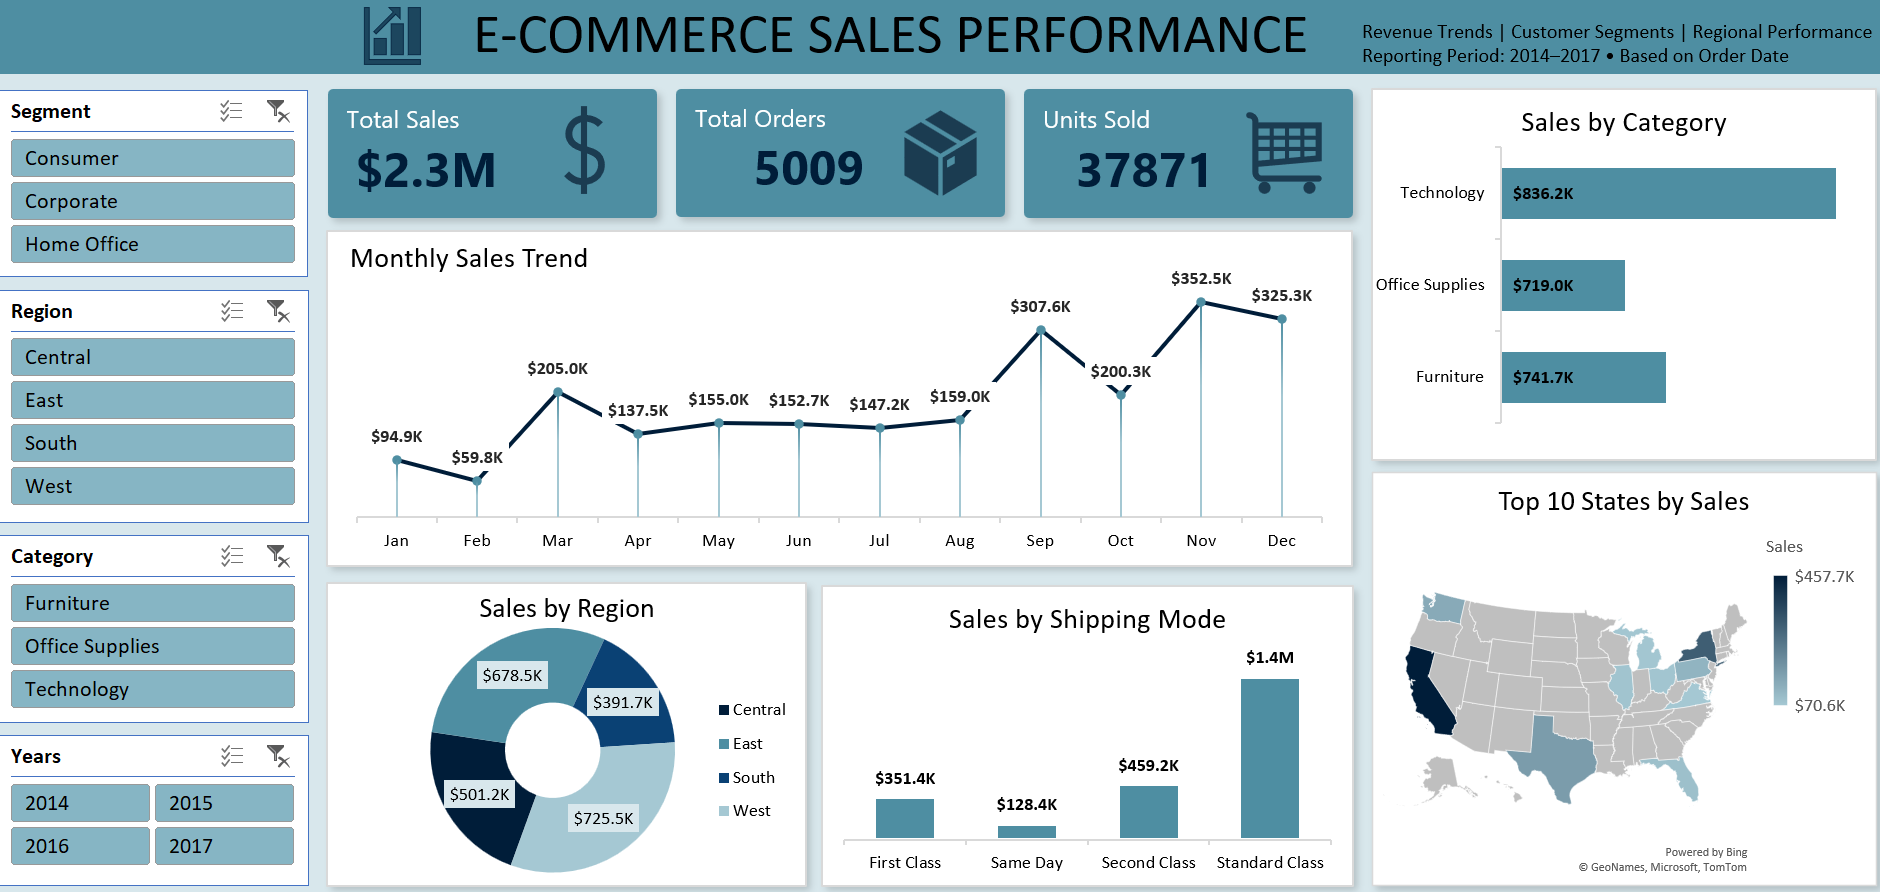 E-COMMERCE SALES PERFORMANCE
Revenue Trends | Customer Segments | Regional Performance
Reporting Period: 2014–2017 • Based on Order Date
Segment
Consumer
Corporate
Home Office
Region
Central
East
South
West
Category
Furniture
Office Supplies
Technology
Years
2014
2015
2016
2017
Total Sales
$2.3M
$
Total Orders
5009
Units Sold
37871
Monthly Sales Trend
$94.9K
$59.8K
$205.0K
$137.5K
$155.0K
$152.7K
$147.2K
$159.0K
$307.6K
$200.3K
$352.5K
$325.3K
Jan
Feb
Mar
Apr
May
Jun
Jul
Aug
Sep
Oct
Nov
Dec
Sales by Region
$678.5K
$391.7K
$501.2K
$725.5K
Central
East
South
West
Sales by Shipping Mode
$351.4K
$128.4K
$459.2K
$1.4M
First Class
Same Day
Second Class
Standard Class
Sales by Category
Technology
$836.2K
Office Supplies
$719.0K
Furniture
$741.7K
Top 10 States by Sales
Sales
$457.7K
$70.6K
Powered by Bing
© GeoNames, Microsoft, TomTom